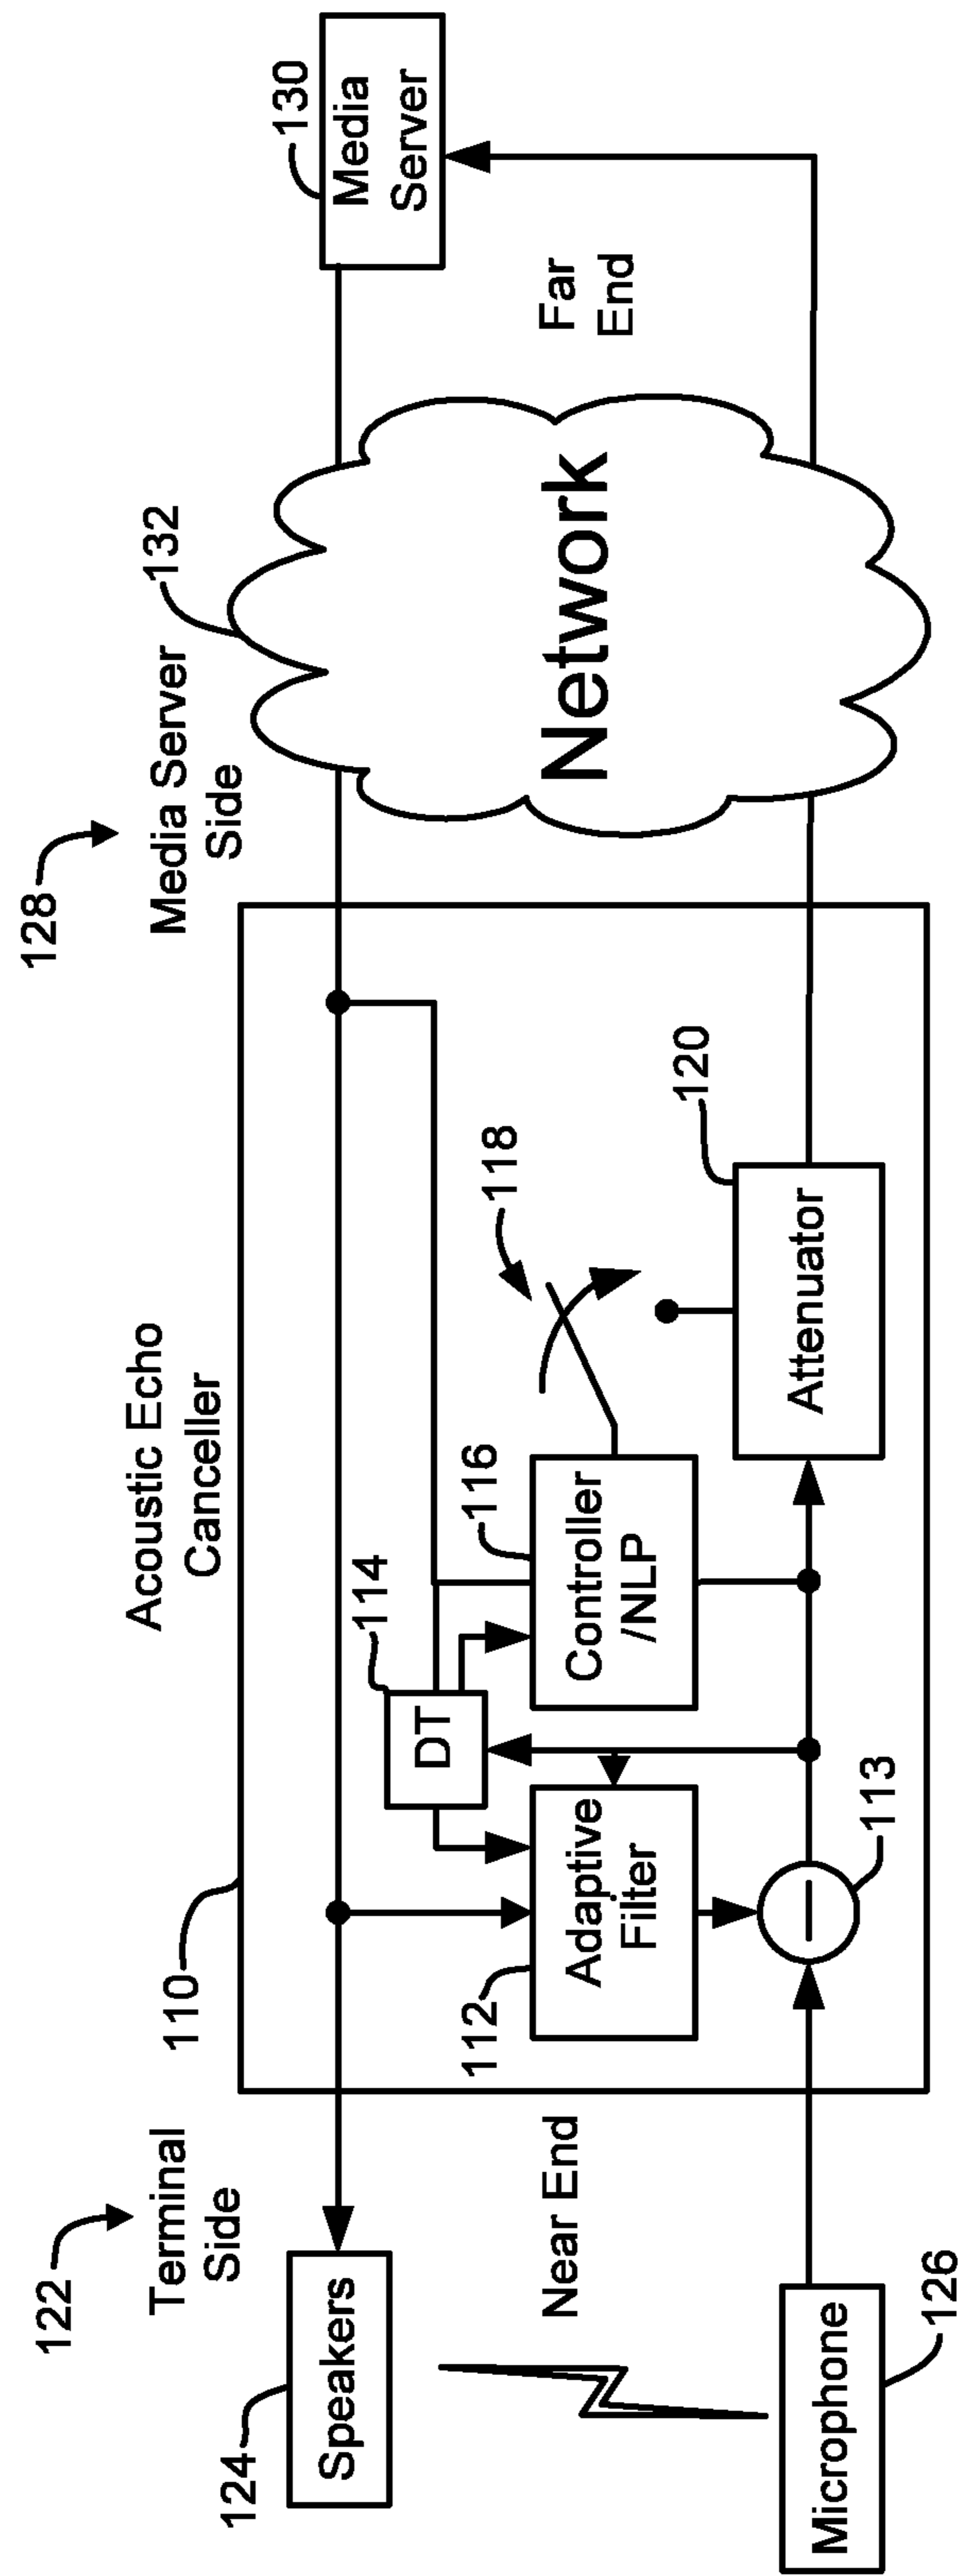 122
Terminal
Side
110
Acoustic Echo
Canceller
128
Media Server
Side
132
130
Media
Server
124
Speakers
114
DT
112
Adaptive
Filter
116
Controller
/NLP
118
120
Attenuator
113
Near End
Network
Far
End
Microphone
126